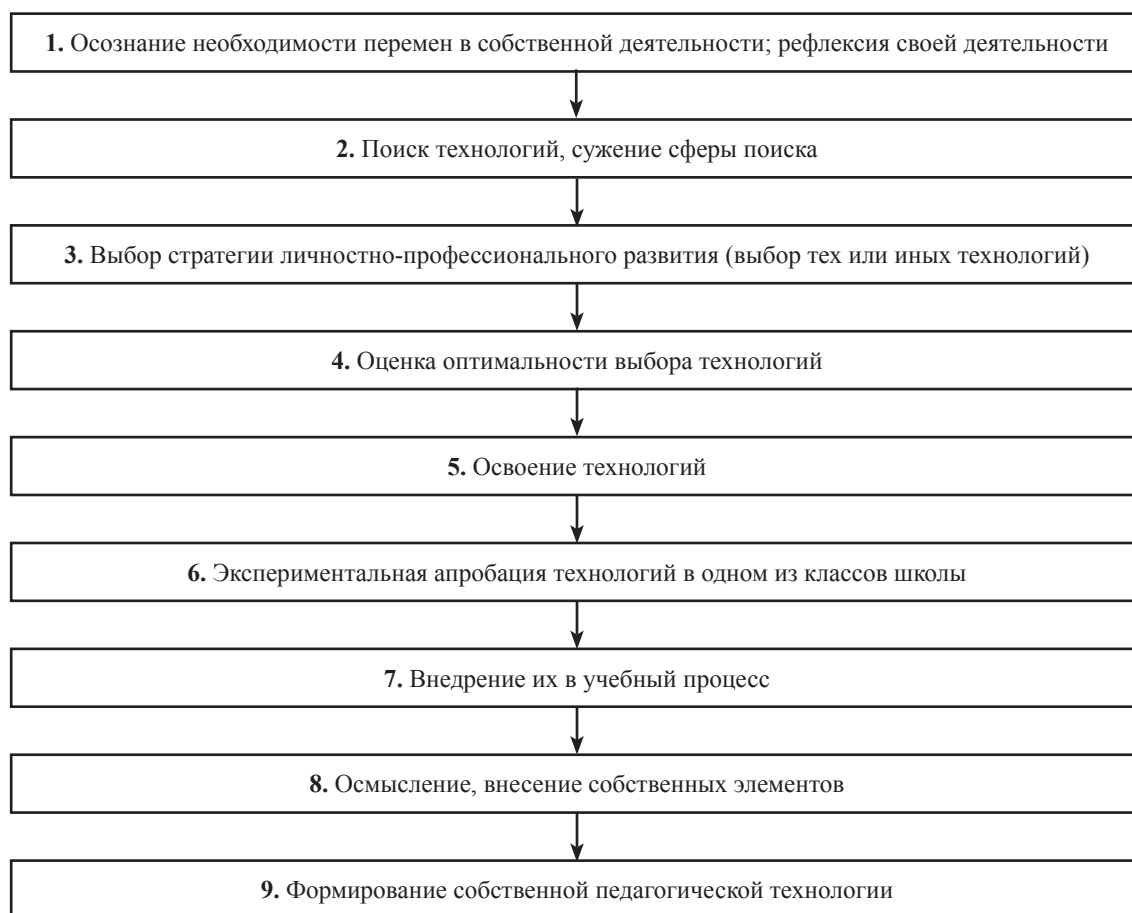 1. Осознание необходимости перемен в собственной деятельности; рефлексия своей деятельности
2. Поиск технологий, сужение сферы поиска
3. Выбор стратегии личностно-профессионального развития (выбор тех или иных технологий)
4. Оценка оптимальности выбора технологий
5. Освоение технологий
6. Экспериментальная апробация технологий в одном из классов школы
7. Внедрение их в учебный процесс
8. Осмысление, внесение собственных элементов
9. Формирование собственной педагогической технологии